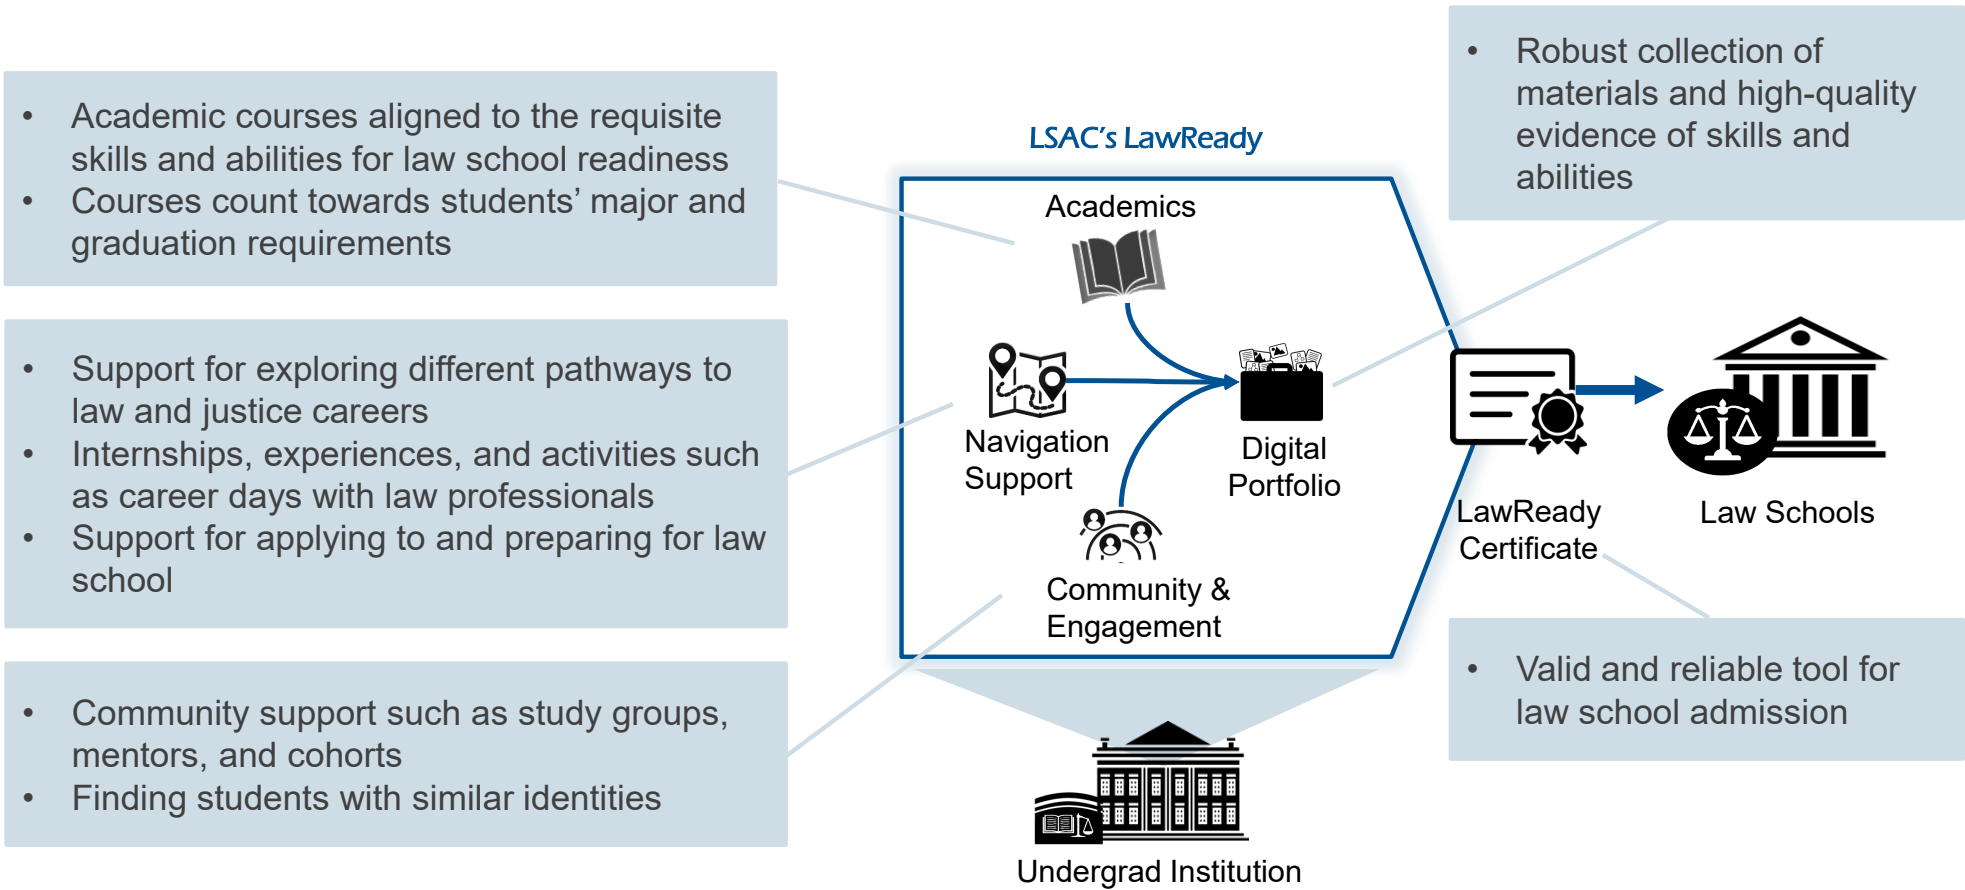 • Academic courses aligned to the requisite
skills and abilities for law school readiness
• Courses count towards students’ major and
graduation requirements
• Support for exploring different pathways to
law and justice careers
• Internships, experiences, and activities such
as career days with law professionals
• Support for applying to and preparing for law
school
• Community support such as study groups,
mentors, and cohorts
• Finding students with similar identities
LSAC’s LawReady
Academics
Navigation
Support
Community &
Engagement
Digital
Portfolio
Undergrad Institution
• Robust collection of
materials and high-quality
evidence of skills and
abilities
LawReady
Certificate
Law Schools
• Valid and reliable tool for
law school admission